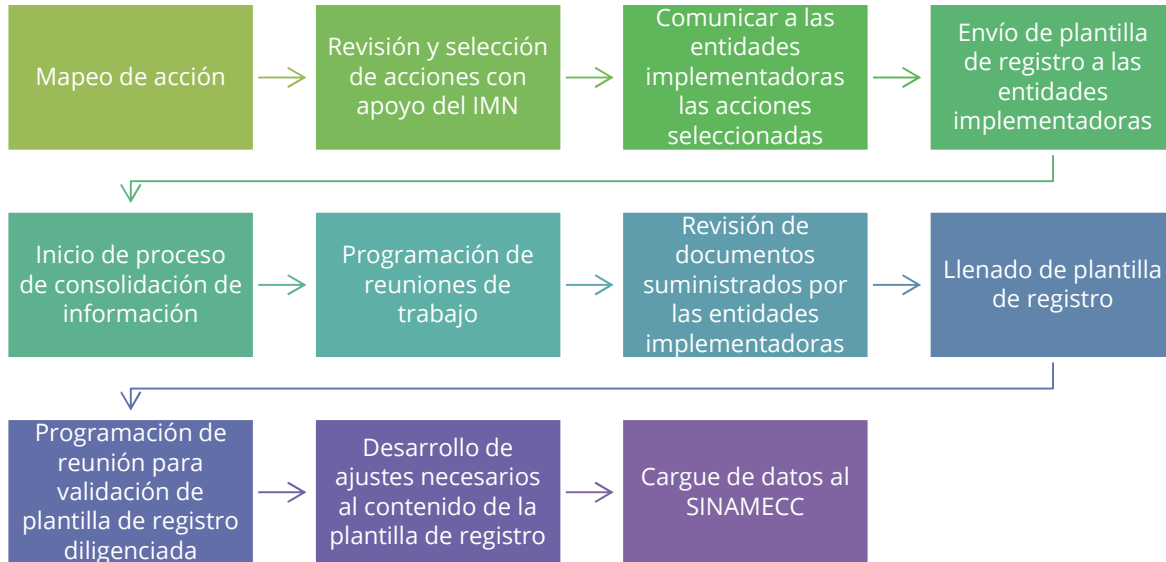 Mapeo de acción
Revisión y selección
de acciones con
apoyo del IMN
Comunicar a las
entidades
implementadoras
las acciones
seleccionadas
Envío de plantilla
de registro a las
entidades
implementadoras
Inicio de proceso
de consolidación de
información
Programación de
reuniones de
trabajo
Revisión de
documentos
suministrados por
las entidades
implementadoras
Llenado de plantilla
de registro
Programación de
reunión para
validación de
plantilla de registro
diligenciada
Desarrollo de
ajustes necesarios
al contenido de la
plantilla de registro
Cargue de datos al
SINAMECC